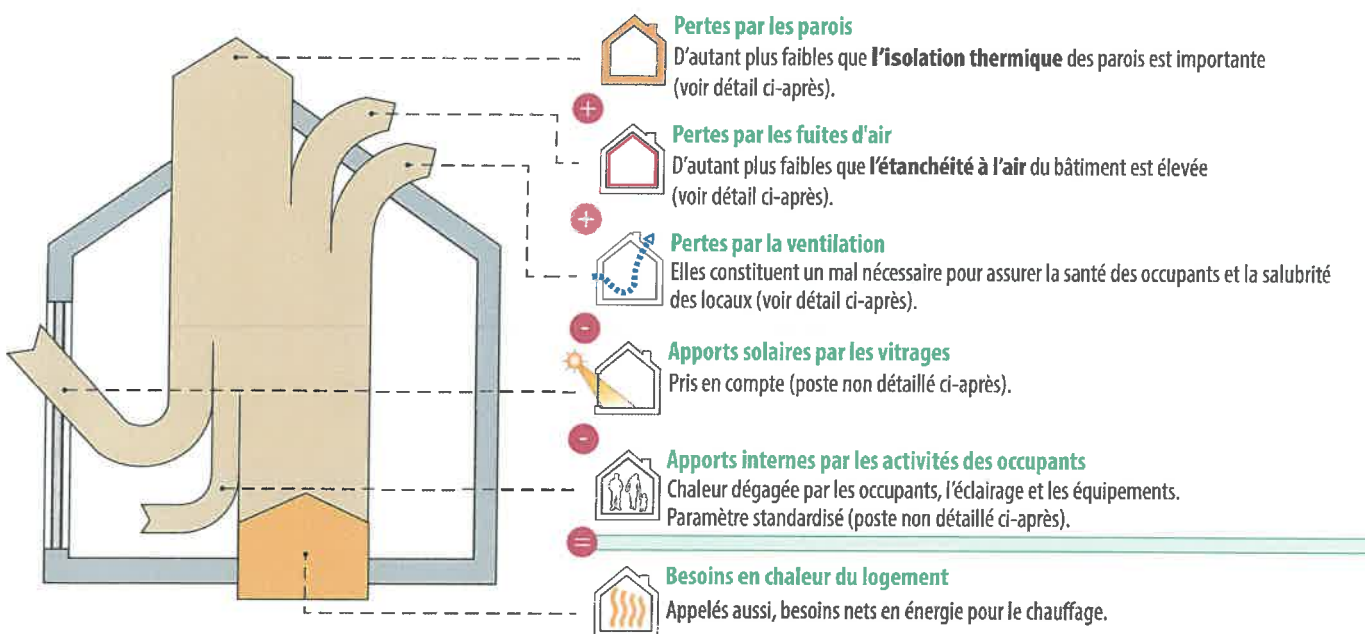 Pertes par les parois
D'autant plus faibles que l'isolation thermique des parois est importante
(voir détail ci-après).
+
Pertes par les fuites d'air
D'autant plus faibles que l'étanchéité à l'air du bâtiment est élevée
(voir détail ci-après).
+
Pertes par la ventilation
Elles constituent un mal nécessaire pour assurer la santé des occupants et la salubrité
des locaux (voir détail ci-après).
-
Apports solaires par les vitrages
Pris en compte (poste non détaillé ci-après).
-
Apports internes par les activités des occupants
Chaleur dégagée par les occupants, l'éclairage et les équipements.
Paramètre standardisé (poste non détaillé ci-après).
=
Besoins en chaleur du logement
Appelés aussi, besoins nets en énergie pour le chauffage.